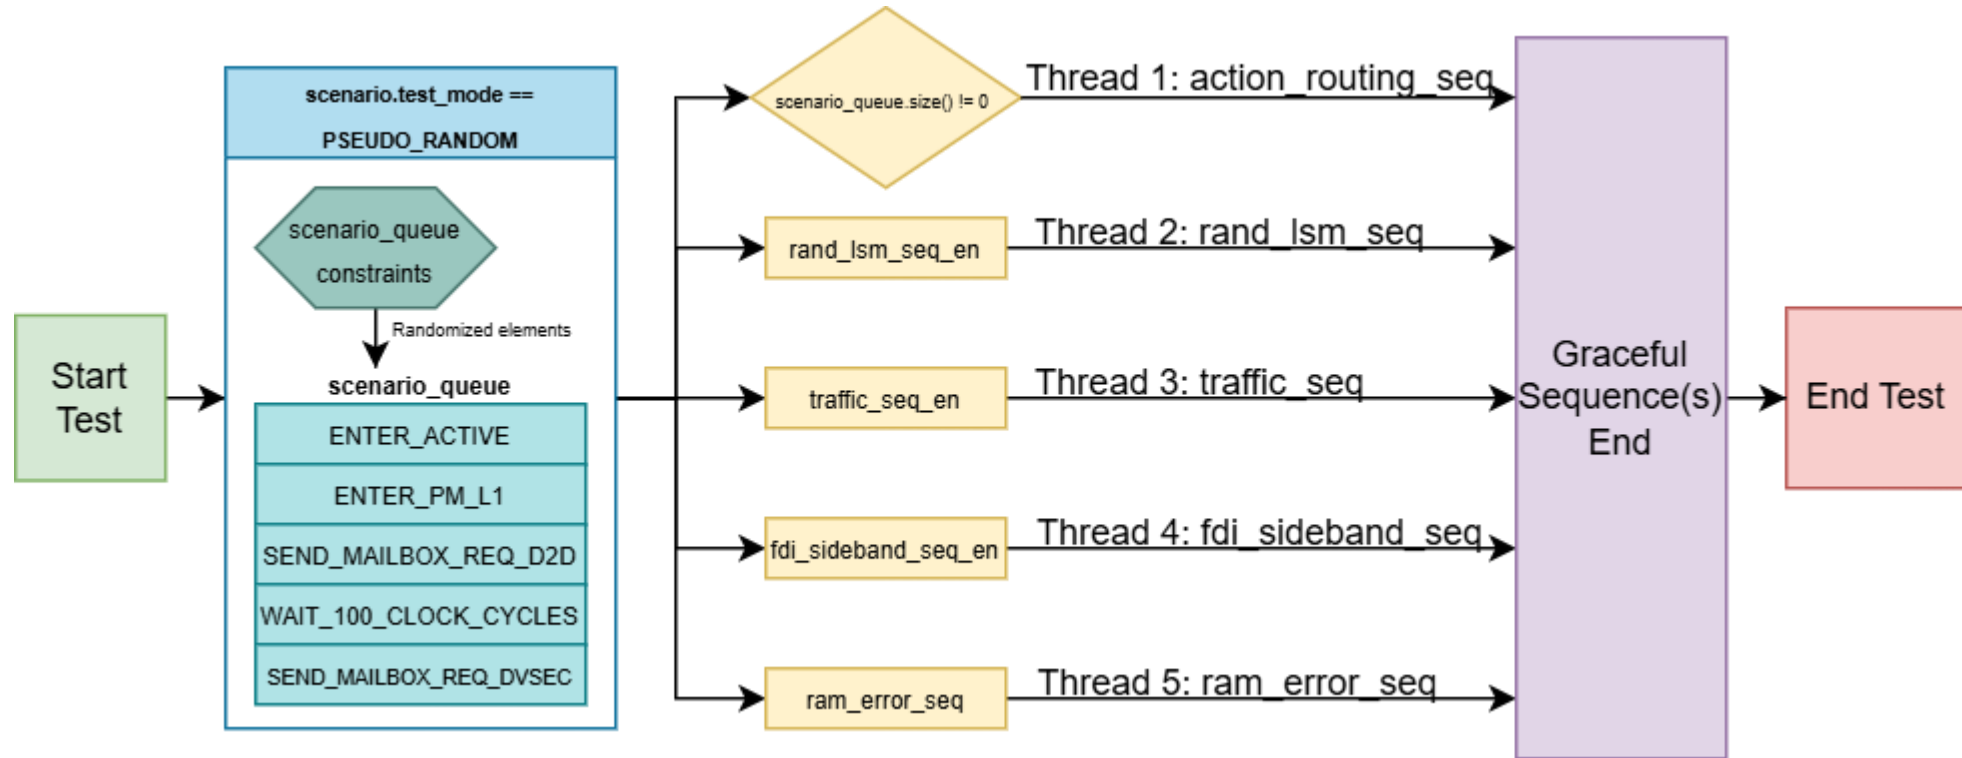 Start
Test
scenario.test_mode ==
PSEUDO_RANDOM
scenario_queue
constraints
Randomized elements
scenario_queue
ENTER_ACTIVE
ENTER_PM_L1
SEND_MAILBOX_REQ_D2D
WAIT_100_CLOCK_CYCLES
SEND_MAILBOX_REQ_DVSEC
scenario_queue.size() != 0
Thread 1: action_routing_seq
rand_lsm_seq_en
Thread 2: rand_lsm_seq
traffic_seq_en
Thread 3: traffic_seq
fdi_sideband_seq_en
Thread 4: fdi_sideband_seq
ram_error_seq
Thread 5: ram_error_seq
Graceful
Sequence(s)
End
End Test